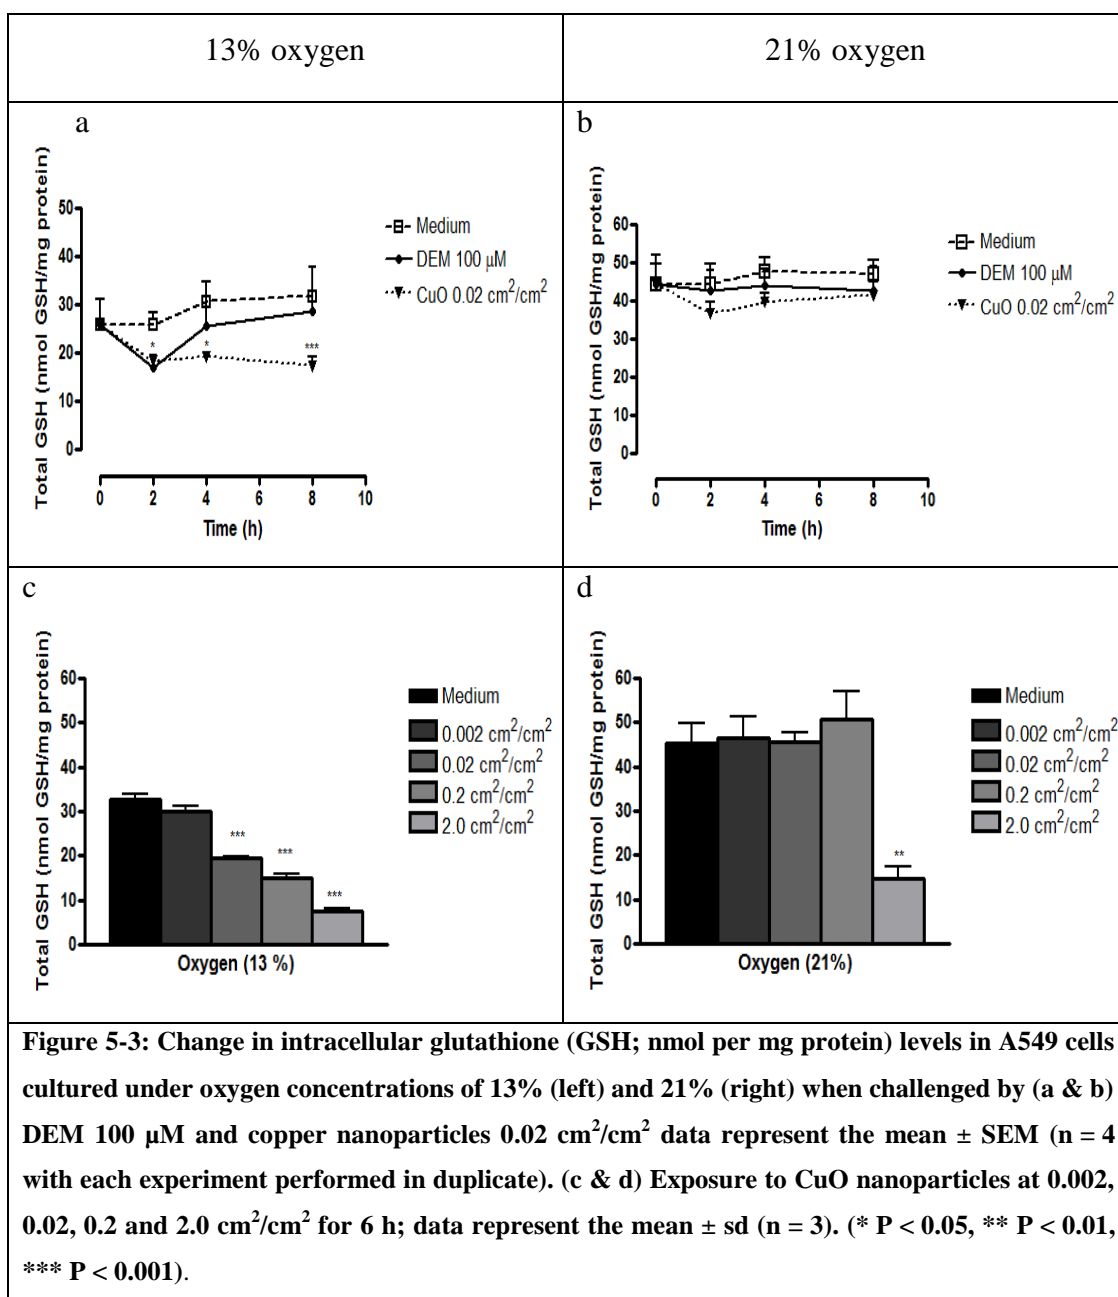 13% oxygen
21% oxygen
a
Total GSH (nmol GSH/mg protein)
50
40
30
20
10
0
* * ***
0 2 4 6 8 10
Time (h)
Medium
DEM 100 µM
CuO 0.02 cm²/cm²
b
Total GSH (nmol GSH/mg protein)
60
50
40
30
20
10
0
0 2 4 6 8 10
Time (h)
Medium
DEM 100 µM
CuO 0.02 cm²/cm²
c
Total GSH (nmol GSH/mg protein)
60
50
40
30
20
10
0
***
***
***
Oxygen (13 %)
Medium
0.002 cm²/cm²
0.02 cm²/cm²
0.2 cm²/cm²
2.0 cm²/cm²
d
Total GSH (nmol GSH/mg protein)
60
50
40
30
20
10
0
**
Oxygen (21%)
Medium
0.002 cm²/cm²
0.02 cm²/cm²
0.2 cm²/cm²
2.0 cm²/cm²
Figure 5-3: Change in intracellular glutathione (GSH; nmol per mg protein) levels in A549 cells
cultured under oxygen concentrations of 13% (left) and 21% (right) when challenged by (a & b)
DEM 100 µM and copper nanoparticles 0.02 cm²/cm² data represent the mean ± SEM (n = 4
with each experiment performed in duplicate). (c & d) Exposure to CuO nanoparticles at 0.002,
0.02, 0.2 and 2.0 cm²/cm² for 6 h; data represent the mean ± sd (n = 3). (* P < 0.05, ** P < 0.01,
*** P < 0.001).